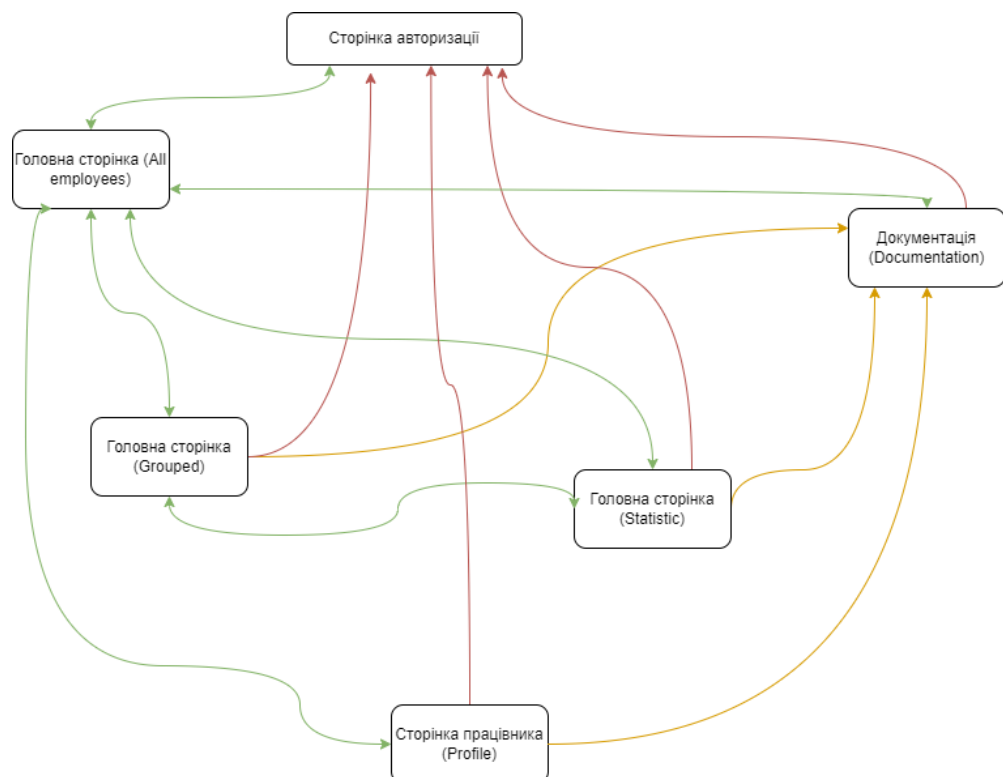 Сторінка авторизації
Головна сторінка (All
employees)
Документація
(Documentation)
Головна сторінка
(Grouped)
Головна сторінка
(Statistic)
Сторінка працівника
(Profile)